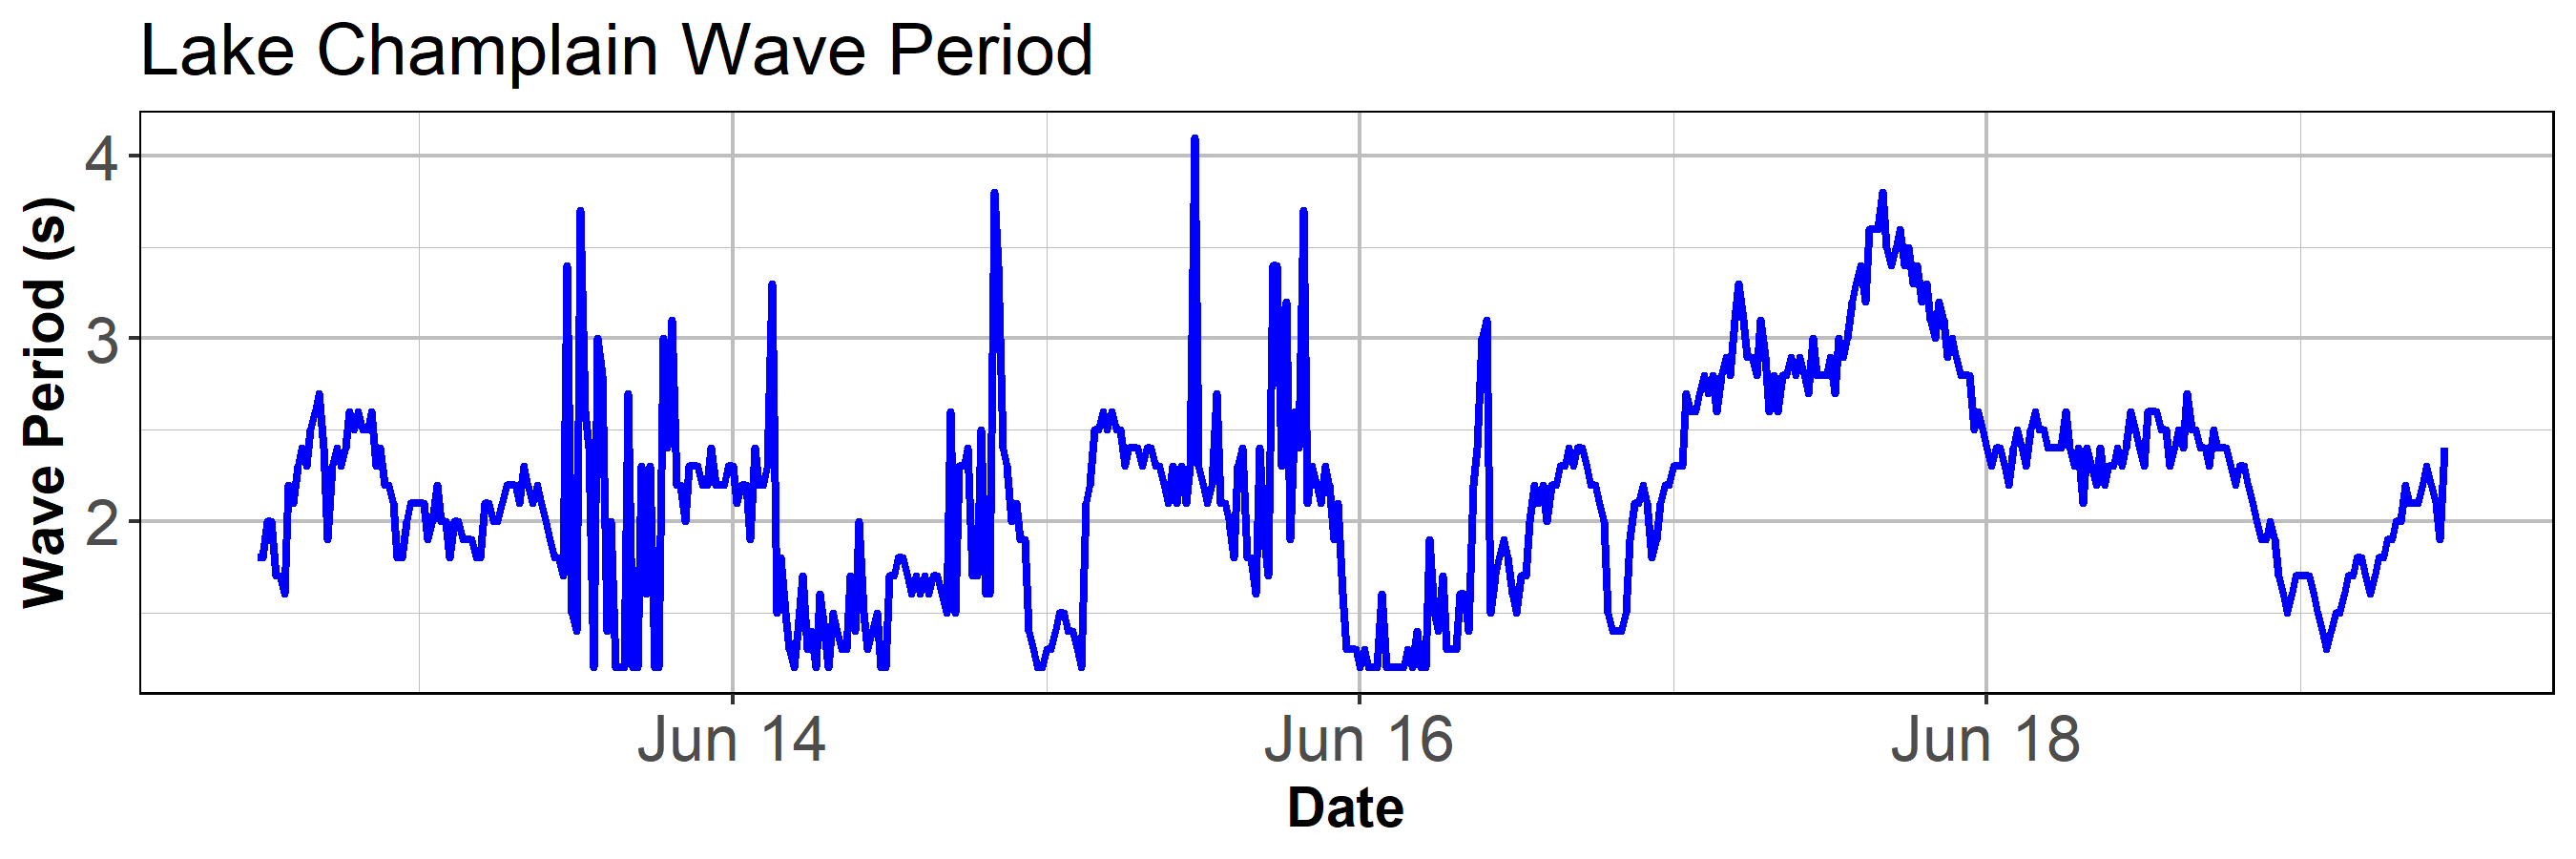 Lake Champlain Wave Period
Wave Period (s)
4
3
2
Jun 14
Jun 16
Jun 18
Date